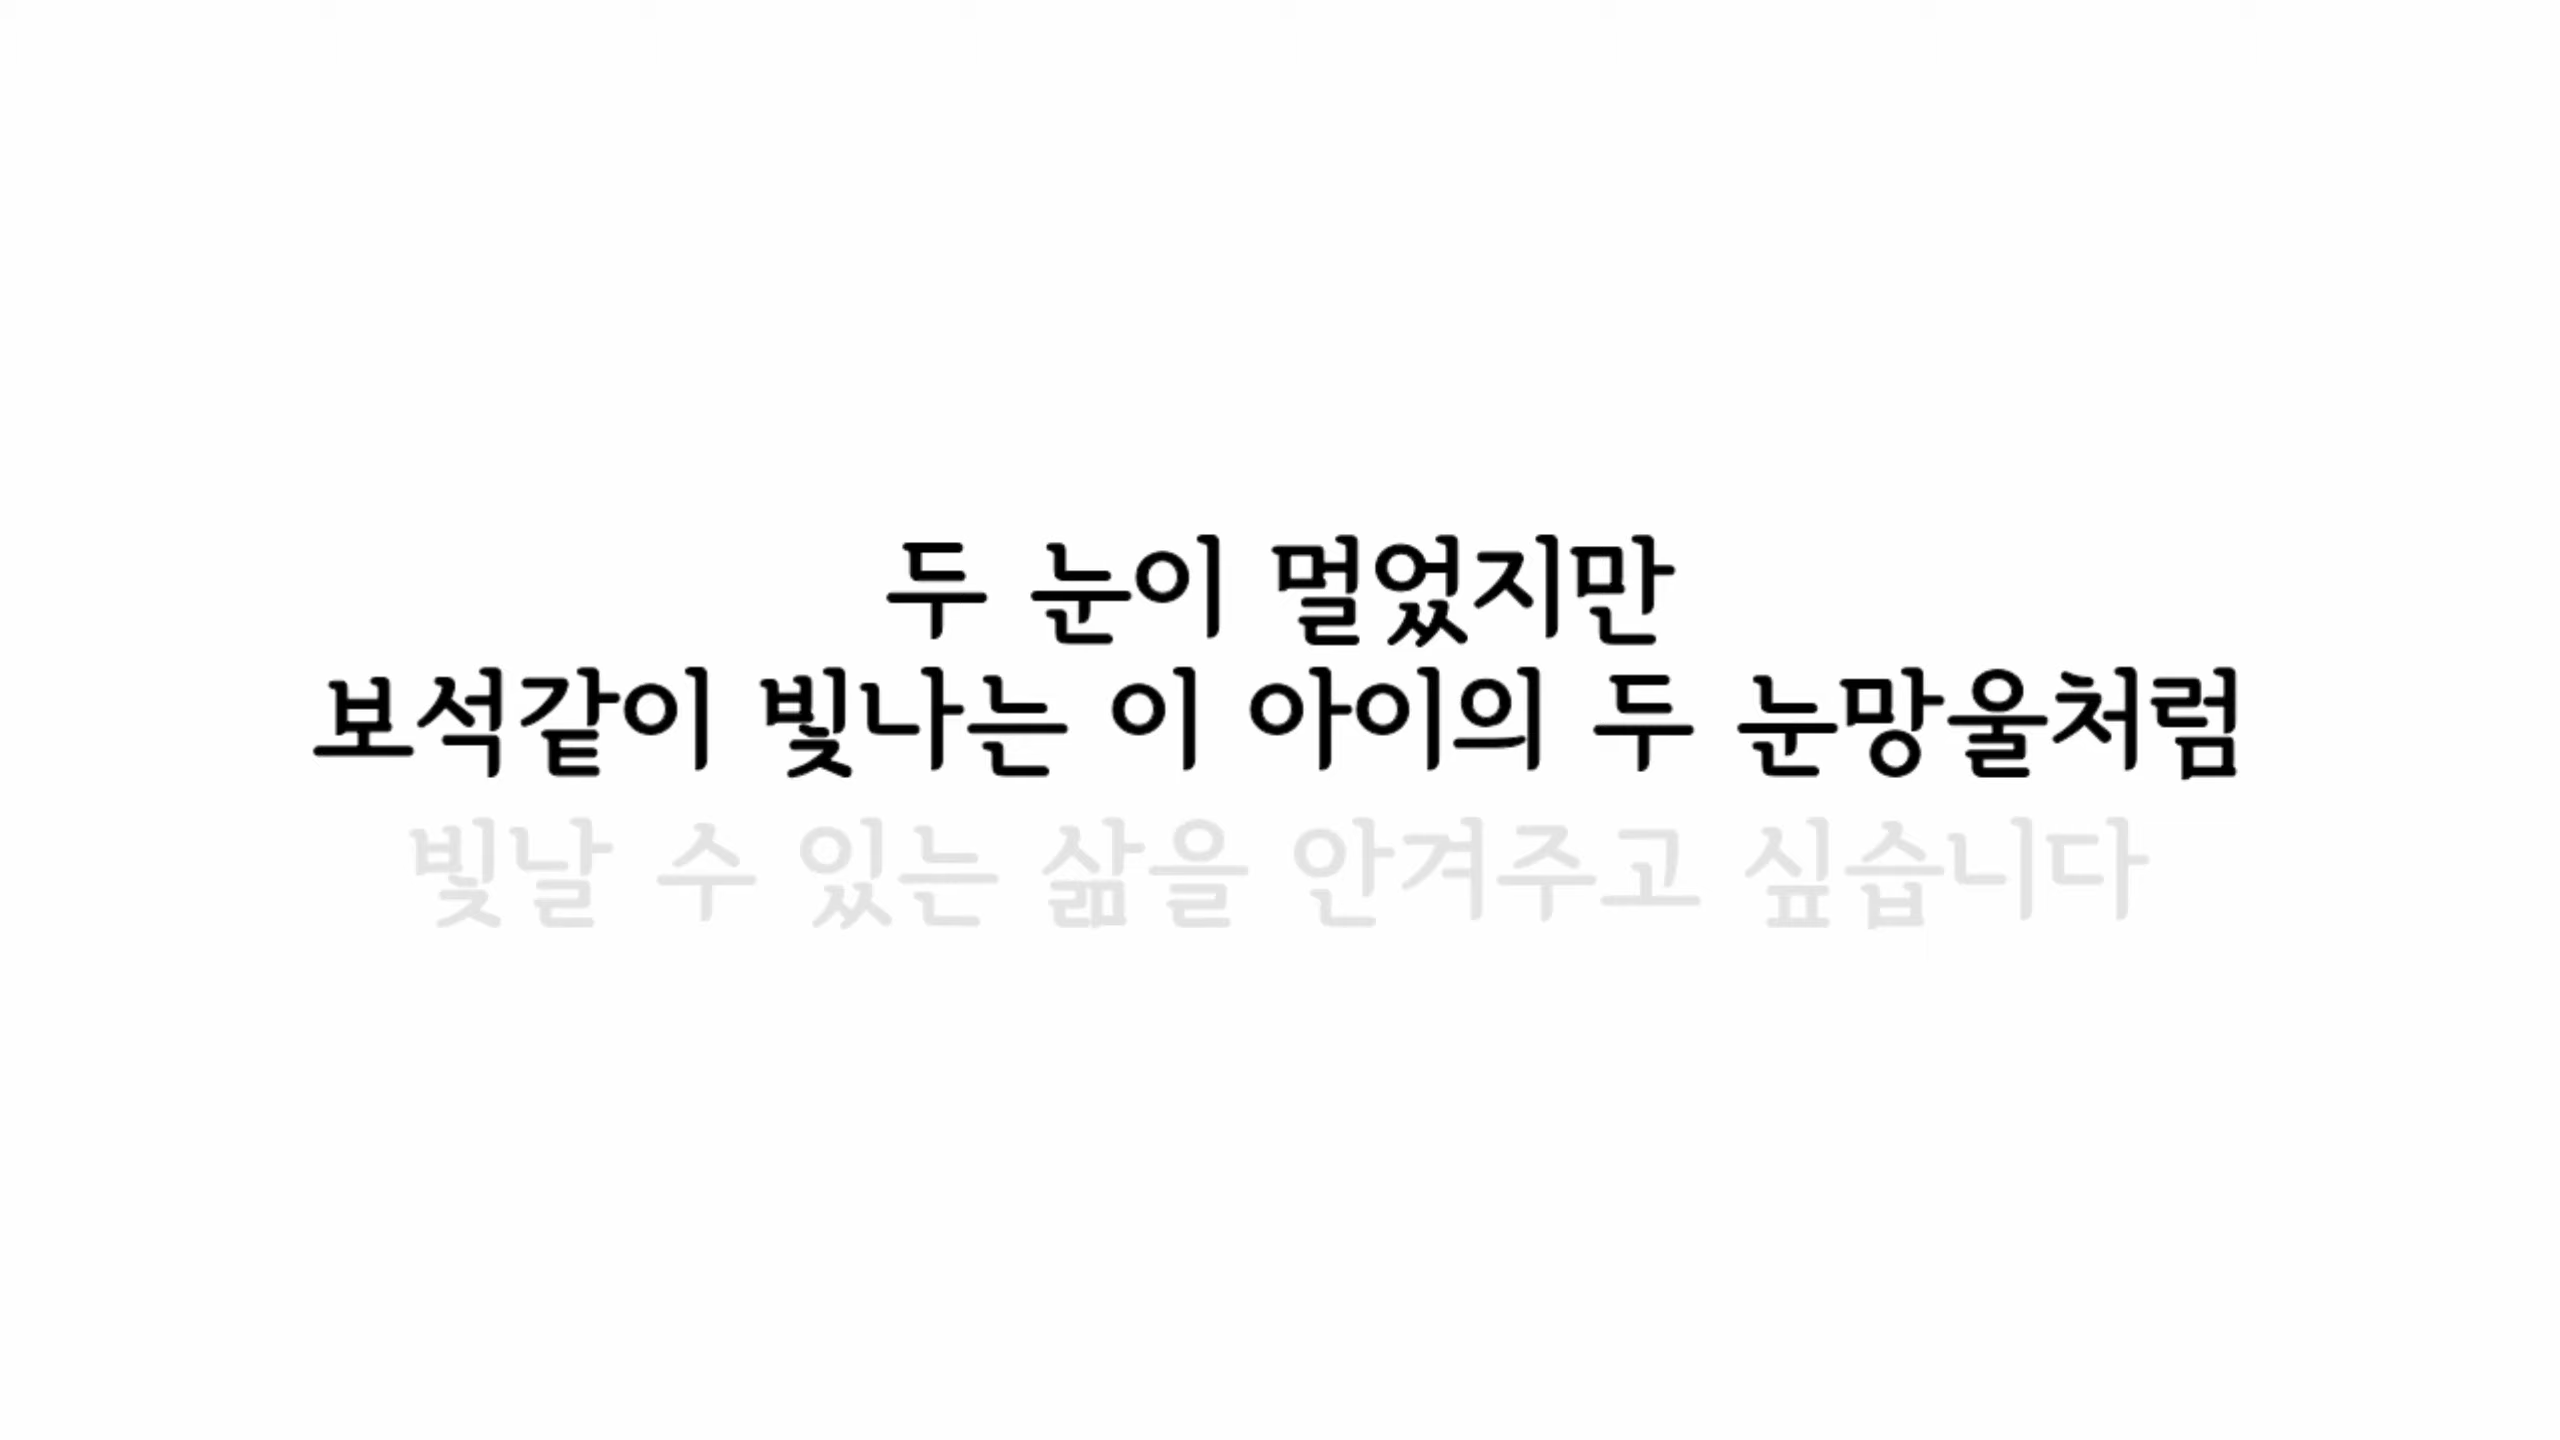 두 눈이 멀었지만
보석같이 빛나는 이 아이의 두 눈망울처럼
빛날 수 있는 삶을 안겨주고 싶습니다